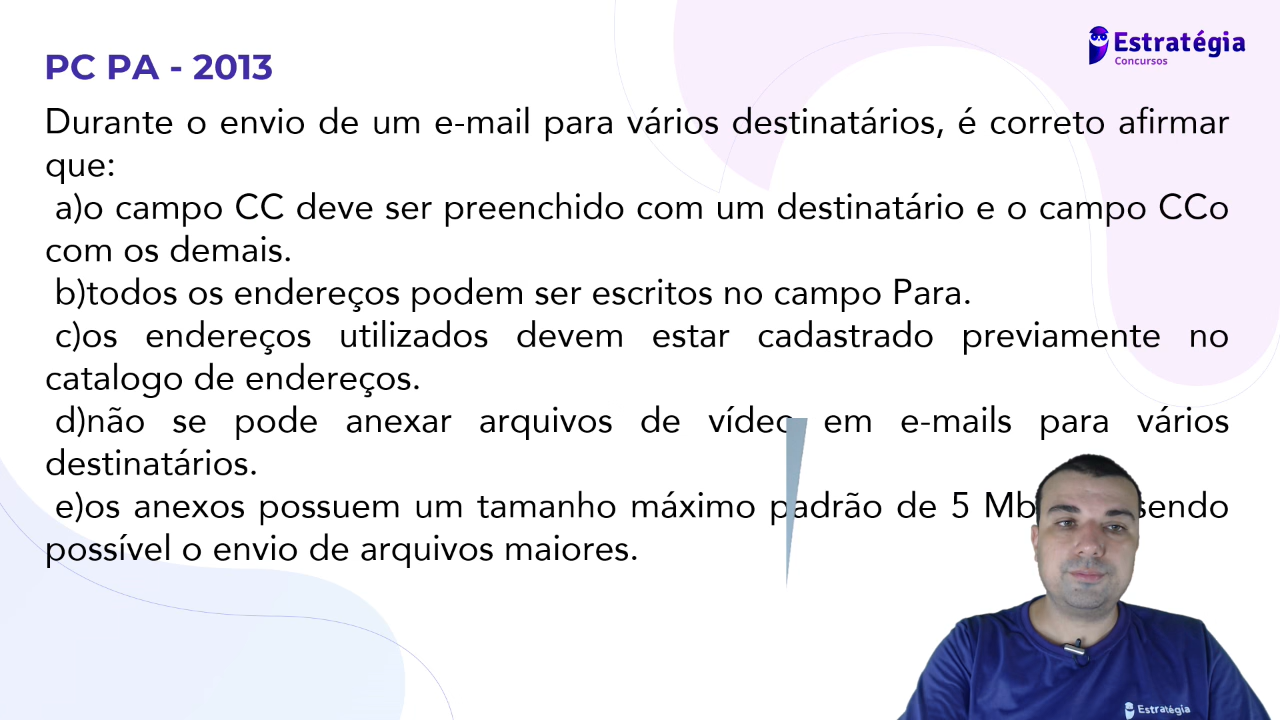 PC PA - 2013
Estratégia
Concursos
Durante o envio de um e-mail para vários destinatários, é correto afirmar
que:
a)o campo CC deve ser preenchido com um destinatário e o campo CCo
com os demais.
b)todos os endereços podem ser escritos no campo Para.
c)os endereços utilizados devem estar cadastrado previamente no
catalogo de endereços.
d)não se pode anexar arquivos de vídeo em e-mails para vários
destinatários.
e)os anexos possuem um tamanho máximo padrão de 5 Mb sendo
possível o envio de arquivos maiores.
Estratégia